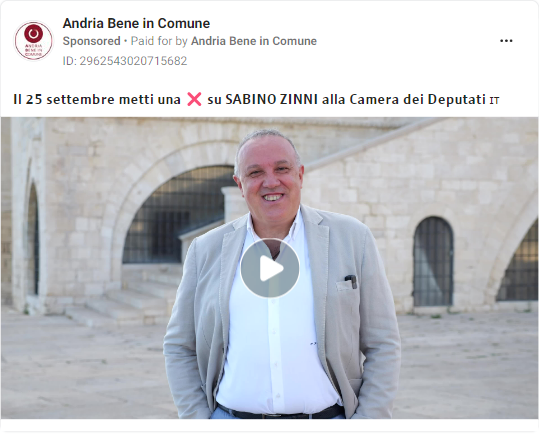 Andria Bene in Comune
Sponsored • Paid for by Andria Bene in Comune
ID: 2962543020715682
Il 25 settembre metti una ❌ su SABINO ZINNI alla Camera dei Deputati IT